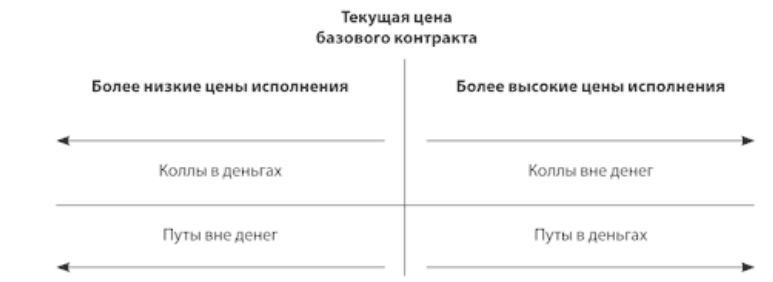 Текущая цена
базового контракта
Более низкие цены исполнения
Более высокие цены исполнения
Коллы в деньгах
Коллы вне денег
Путы вне денег
Путы в деньгах